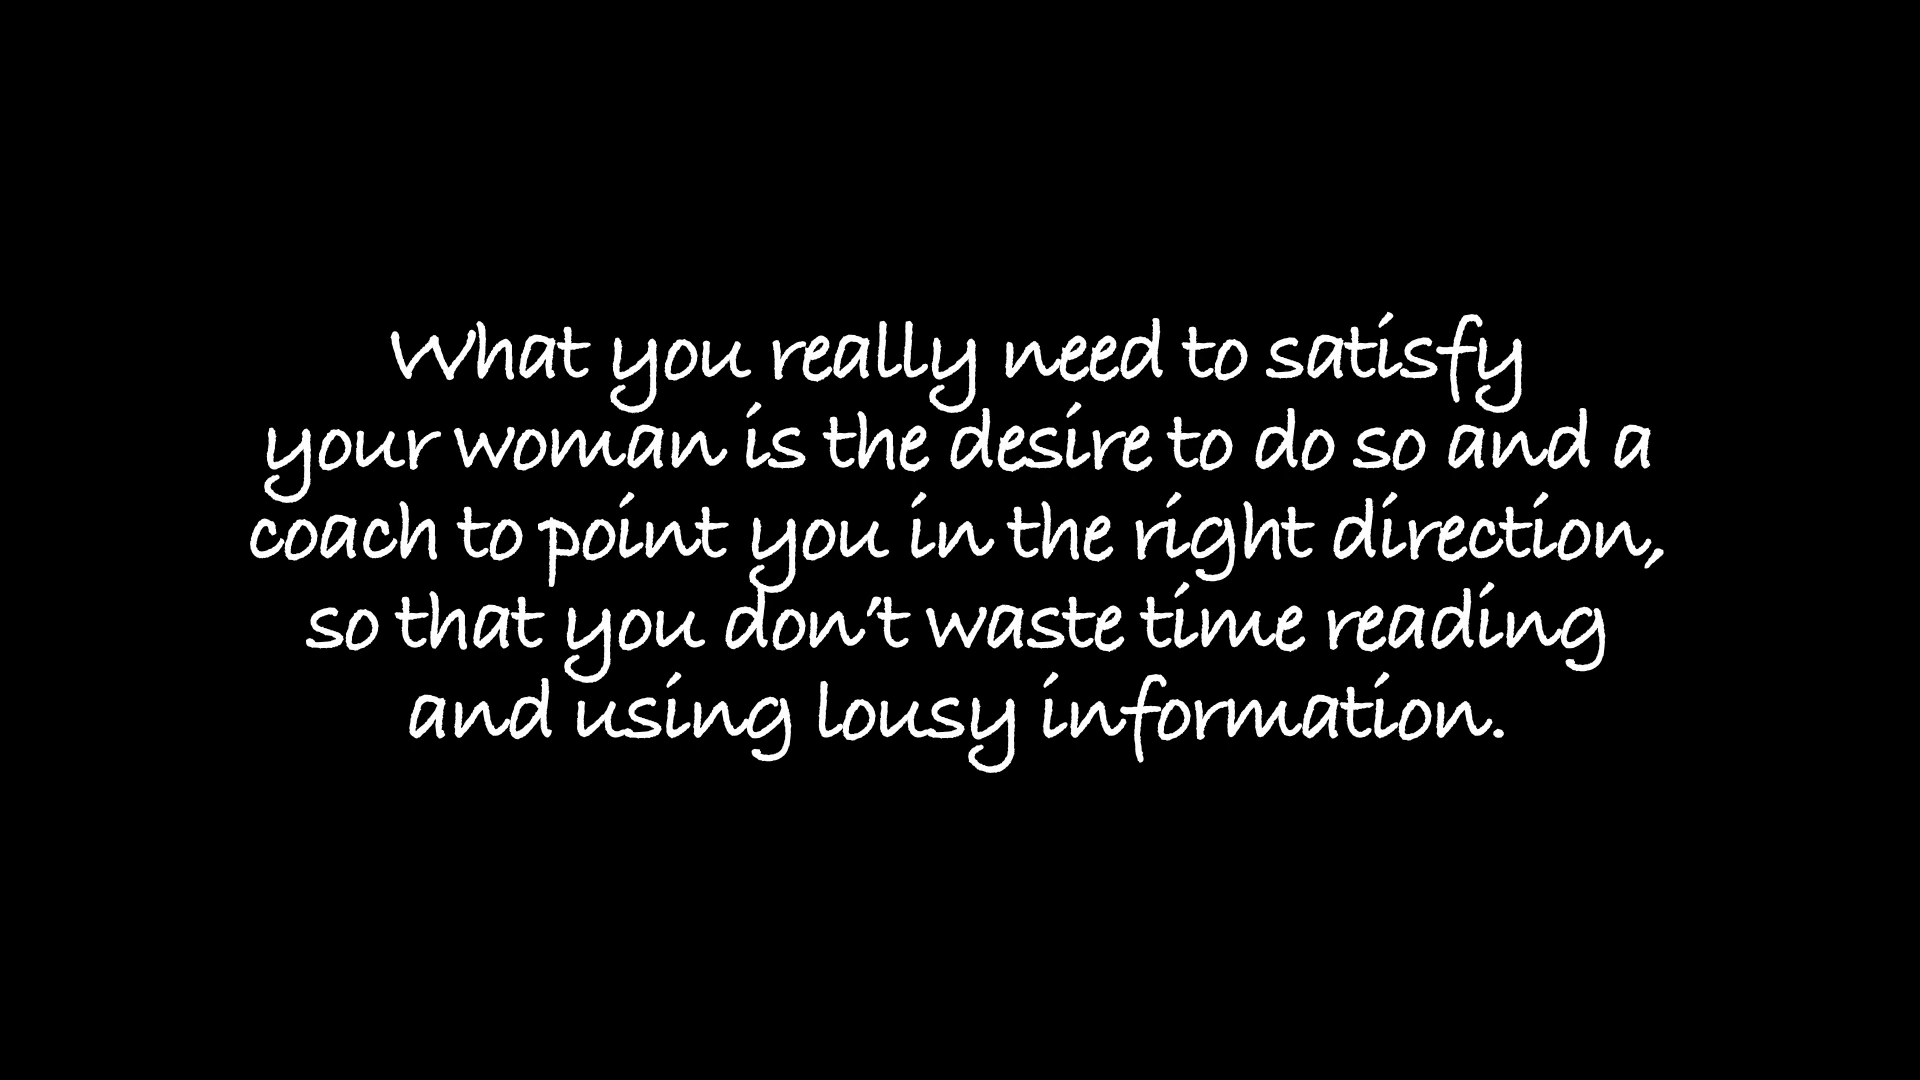 What you really need to satisfy
your woman is the desire to do so and a
coach to point you in the right direction,
so that you don't waste time reading
and using lousy information.